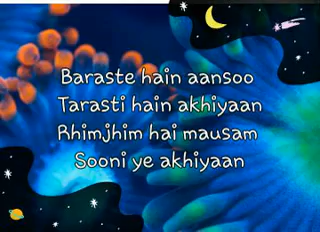 Baraste hain aansoo
Tarasti hain akhiyaan
Rhimjhim hai mausam
Sooni ye akhiyaan